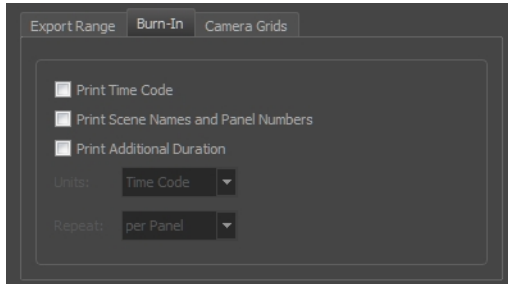 Export Range Burn-In Camera Grids
Print Time Code
Print Scene Names and Panel Numbers
Print Additional Duration
Units: Time Code
Repeat: per Panel